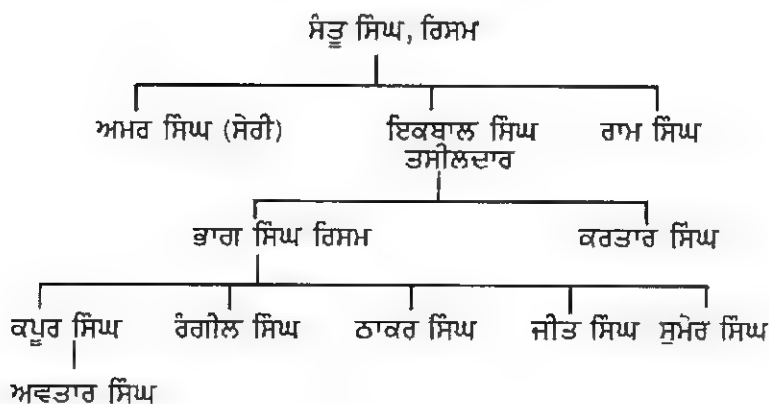 ਸੰਤੂ ਸਿੰਘ, ਰਿਸਮ
ਅਮਰ ਸਿੰਘ (ਸੇਰੀ) ਇਕਬਾਲ ਸਿੰਘ ਰਾਮ ਸਿੰਘ
ਤਸੀਲਦਾਰ
ਭਾਗ ਸਿੰਘ ਰਿਸਮ ਕਰਤਾਰ ਸਿੰਘ
ਕਪੂਰ ਸਿੰਘ ਰੰਗੀਲ ਸਿੰਘ ਠਾਕਰ ਸਿੰਘ ਜੀਤ ਸਿੰਘ ਸੁਮੇਰ ਸਿੰਘ
ਅਵਤਾਰ ਸਿੰਘ